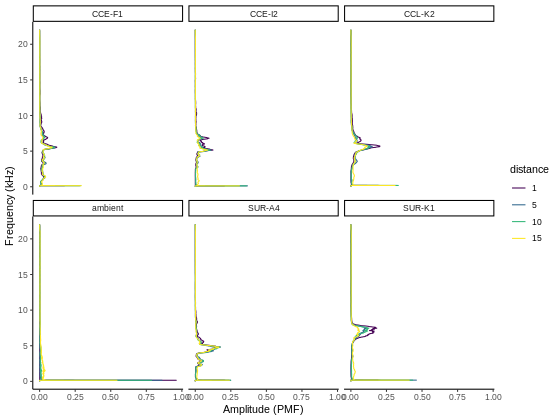 CCE-F1 CCE-I2 CCL-K2
20
15
10
5
0
ambient SUR-A4 SUR-K1
20
15
10
5
0
0.00 0.25 0.50 0.75 1.00 0.00 0.25 0.50 0.75 1.00 0.00 0.25 0.50 0.75 1.00
Amplitude (PMF)
Frequency (kHz)
distance
1
5
10
15